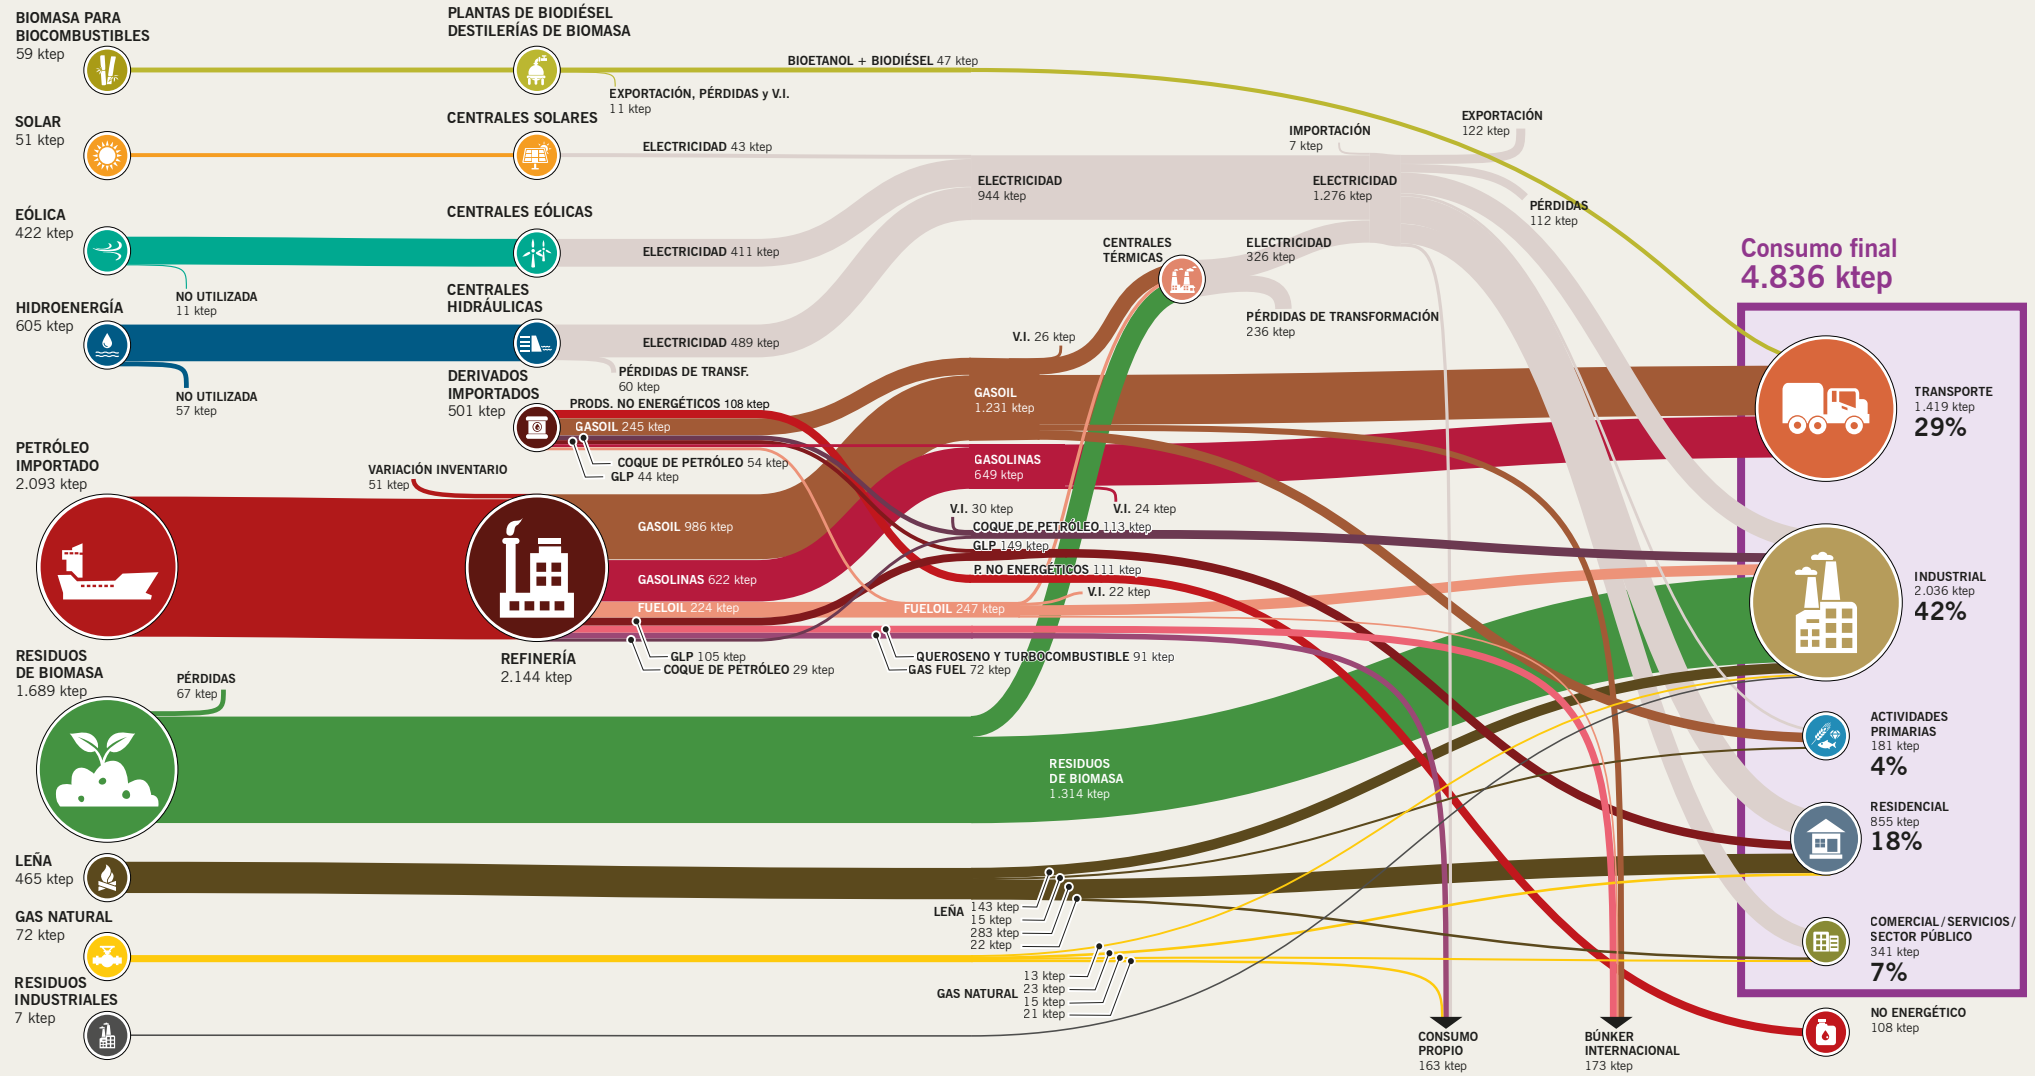 BIOMASA PARA
BIOCOMBUSTIBLES
59 ktep
PLANTAS DE BIODIÉSEL
DESTILERÍAS DE BIOMASA
BIOETANOL + BIODIÉSEL 47 ktep
EXPORTACIÓN, PÉRDIDAS y V.I.
11 ktep
SOLAR
51 ktep
CENTRALES SOLARES
ELECTRICIDAD 43 ktep
EÓLICA
422 ktep
NO UTILIZADA
11 ktep
CENTRALES EÓLICAS
ELECTRICIDAD 411 ktep
HIDROENERGÍA
605 ktep
NO UTILIZADA
57 ktep
CENTRALES
HIDRÁULICAS
ELECTRICIDAD 489 ktep
PÉRDIDAS DE TRANSF.
60 ktep
ELECTRICIDAD
944 ktep
IMPORTACIÓN
7 ktep
ELECTRICIDAD
1.276 ktep
EXPORTACIÓN
122 ktep
PÉRDIDAS
112 ktep
CENTRALES
TÉRMICAS
ELECTRICIDAD
326 ktep
PÉRDIDAS DE TRANSFORMACIÓN
236 ktep
DERIVADOS
IMPORTADOS
501 ktep
PRODS. NO ENERGÉTICOS 108 ktep
GASOIL 245 ktep
COQUE DE PETRÓLEO 54 ktep
GLP 44 ktep
PETRÓLEO
IMPORTADO
2.093 ktep
VARIACIÓN INVENTARIO
51 ktep
REFINERÍA
2.144 ktep
GASOIL 986 ktep
GASOLINAS 622 ktep
FUELOIL 224 ktep
GLP 105 ktep
COQUE DE PETRÓLEO 29 ktep
V.I. 26 ktep
GASOIL
1.231 ktep
GASOLINAS
649 ktep
V.I. 30 ktep
V.I. 24 ktep
COQUE DE PETRÓLEO 113 ktep
GLP 149 ktep
P. NO ENERGÉTICOS 111 ktep
V.I. 22 ktep
FUELOIL 247 ktep
QUEROSENO Y TURBOCOMBUSTIBLE 91 ktep
GAS FUEL 72 ktep
RESIDUOS
DE BIOMASA
1.689 ktep
PÉRDIDAS
67 ktep
RESIDUOS
DE BIOMASA
1.314 ktep
LEÑA
465 ktep
LEÑA
143 ktep
15 ktep
283 ktep
22 ktep
GAS NATURAL
72 ktep
GAS NATURAL
13 ktep
23 ktep
15 ktep
21 ktep
RESIDUOS
INDUSTRIALES
7 ktep
CONSUMO
PROPIO
163 ktep
BÚNKER
INTERNACIONAL
173 ktep
Consumo final
4.836 ktep
TRANSPORTE
1.419 ktep
29%
INDUSTRIAL
2.036 ktep
42%
ACTIVIDADES
PRIMARIAS
181 ktep
4%
RESIDENCIAL
855 ktep
18%
COMERCIAL/SERVICIOS/
SECTOR PÚBLICO
341 ktep
7%
NO ENERGÉTICO
108 ktep